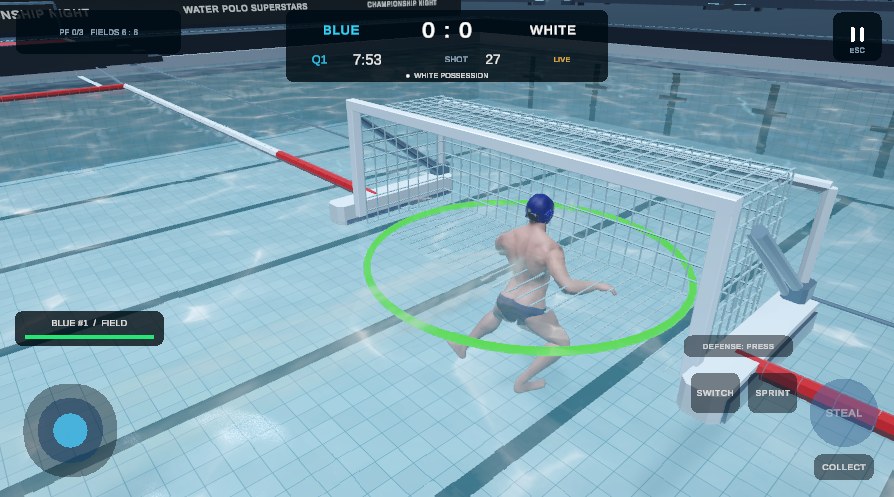 NSHIP NIGHT
WATER POLO SUPERSTARS
CHAMPIONSHIP NIGHT
PF 0/3 FIELDS 6 : 6
BLUE 0 : 0 WHITE
Q1 7:53 SHOT 27 LIVE
● WHITE POSSESSION
ESC
BLUE #1 / FIELD
DEFENSE: PRESS
SWITCH SPRINT
STEAL
COLLECT